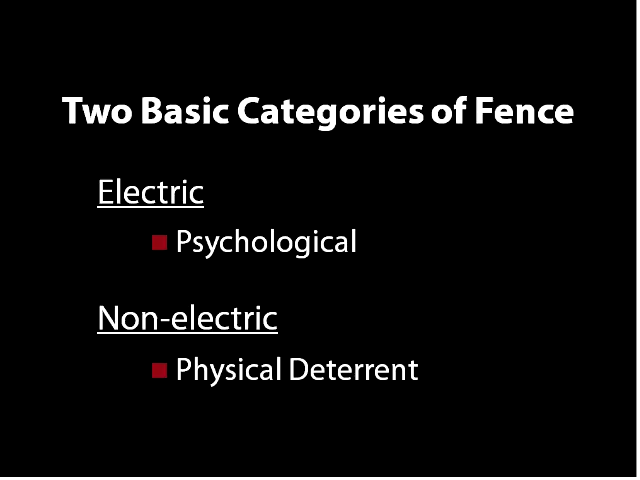 Two Basic Categories of Fence
Electric
Psychological
Non-electric
Physical Deterrent